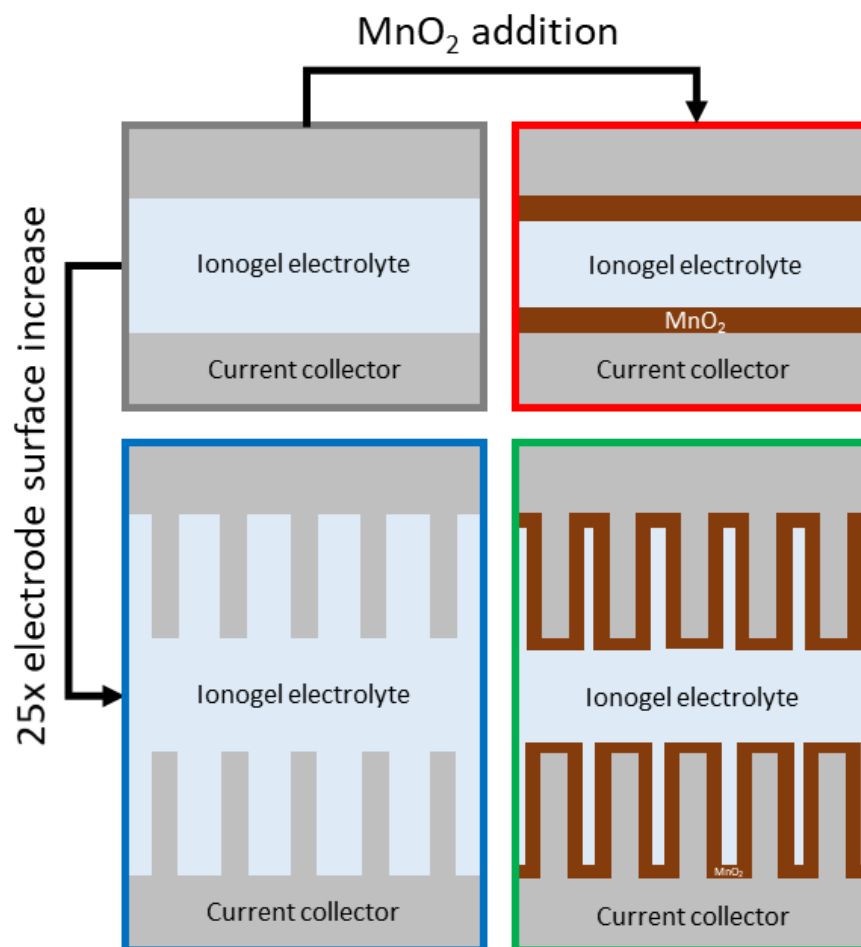 MnO₂ addition
25x electrode surface increase
Ionogel electrolyte
Current collector
Ionogel electrolyte
MnO₂
Current collector
Ionogel electrolyte
Current collector
Ionogel electrolyte
MnO₂
Current collector